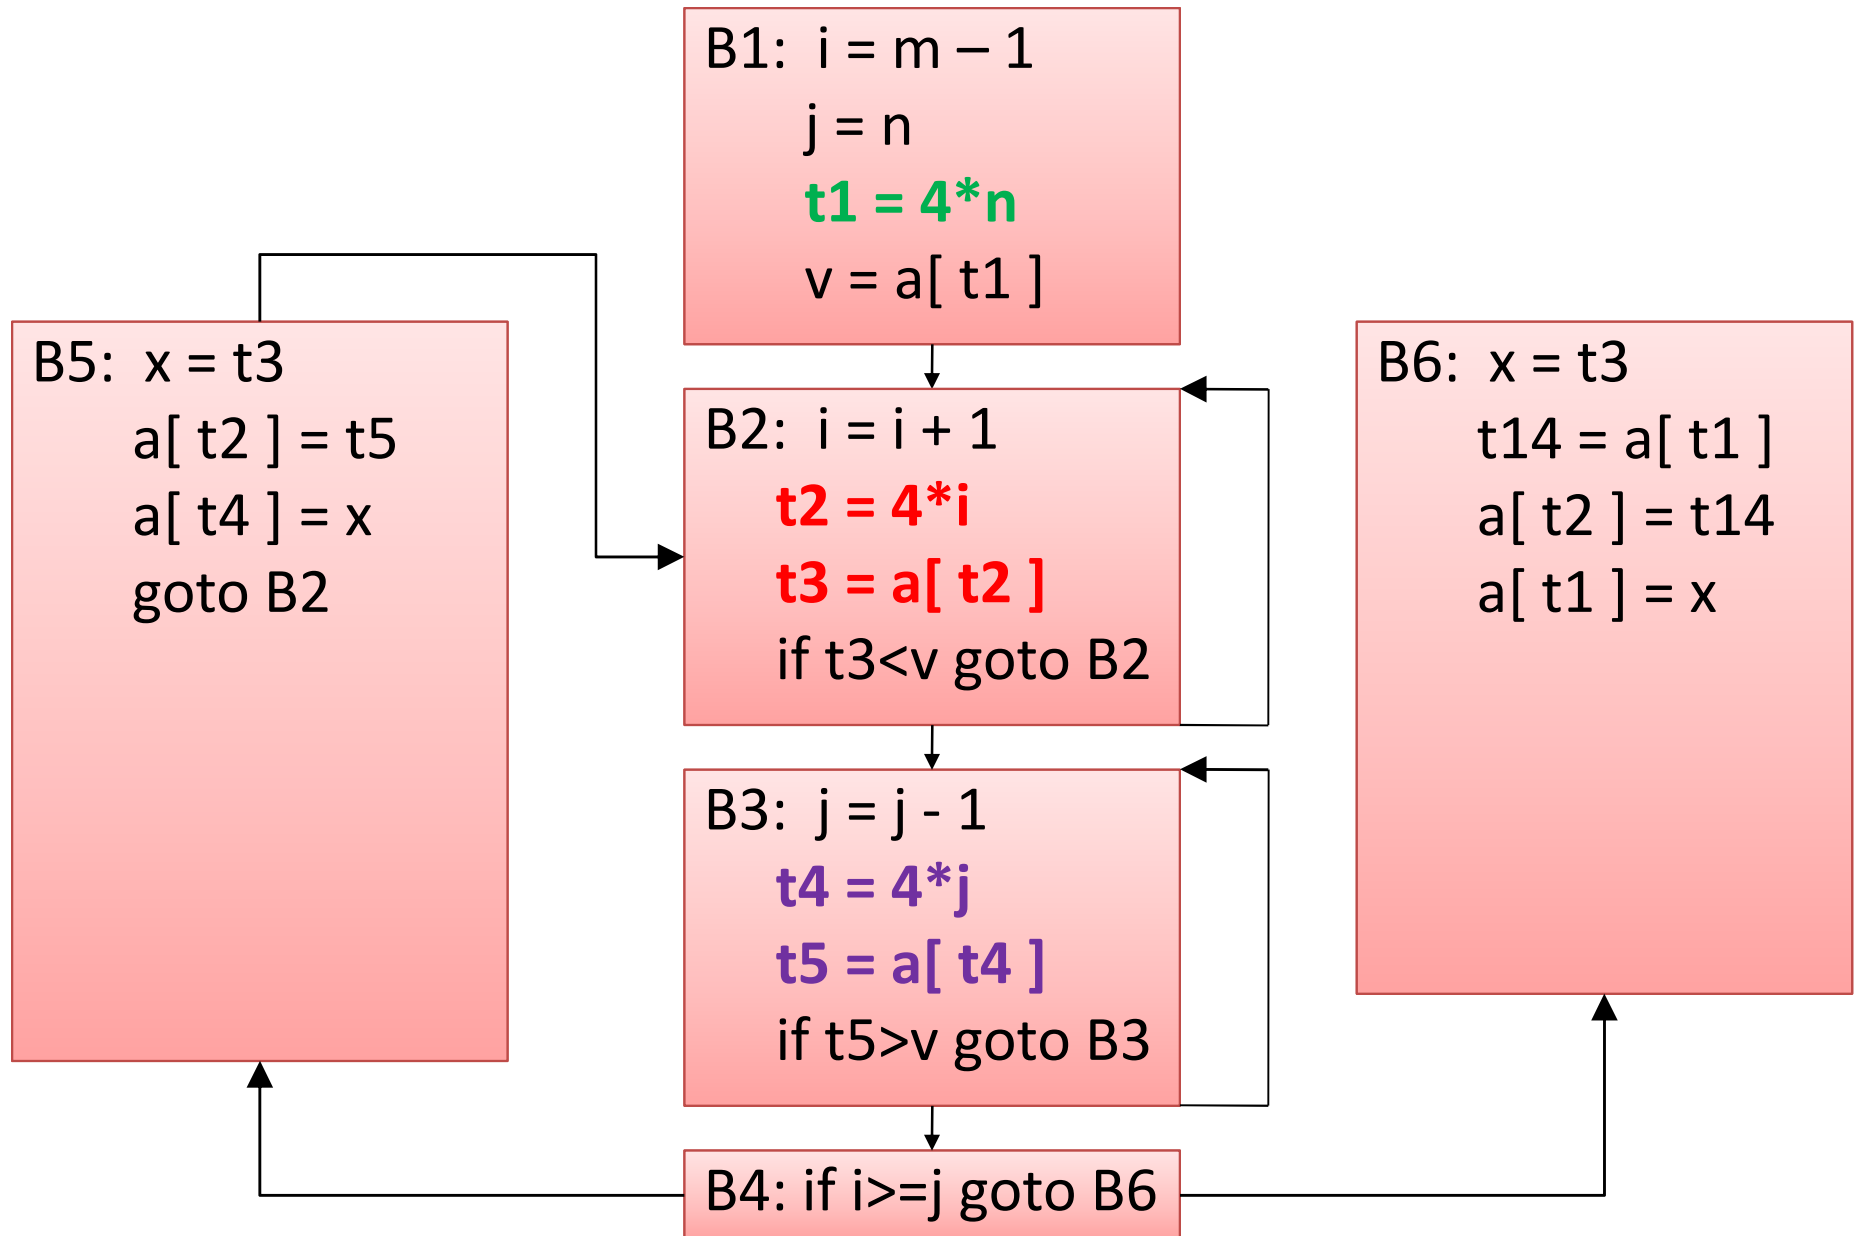 B1: i = m – 1
j = n
t1 = 4*n
v = a[ t1 ]
B5: x = t3
a[ t2 ] = t5
a[ t4 ] = x
goto B2
B2: i = i + 1
t2 = 4*i
t3 = a[ t2 ]
if t3<v goto B2
B6: x = t3
t14 = a[ t1 ]
a[ t2 ] = t14
a[ t1 ] = x
B3: j = j - 1
t4 = 4*j
t5 = a[ t4 ]
if t5>v goto B3
B4: if i>=j goto B6